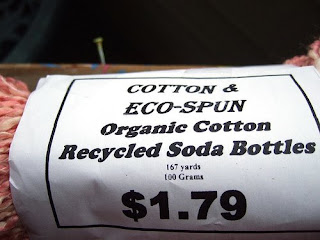 COTTON &
ECO-SPUN
Organic Cotton
Recycled Soda Bottles
167 yards
100 Grams
$1.79